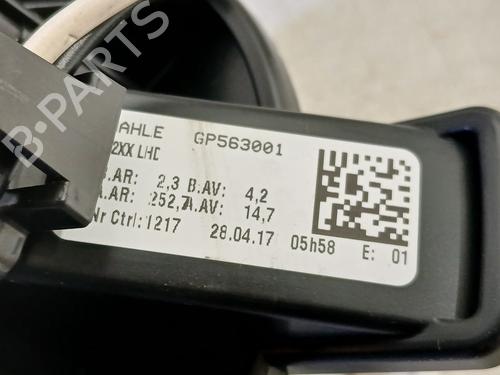 AHLE GP563001
2XX LHD
.AR: 2,3 B.AV: 4,2
.AR: 252,7 A.AV: 14,7
Nr Ctrl: 1217 28.04.17 05h58 E: 01
B-PARTS